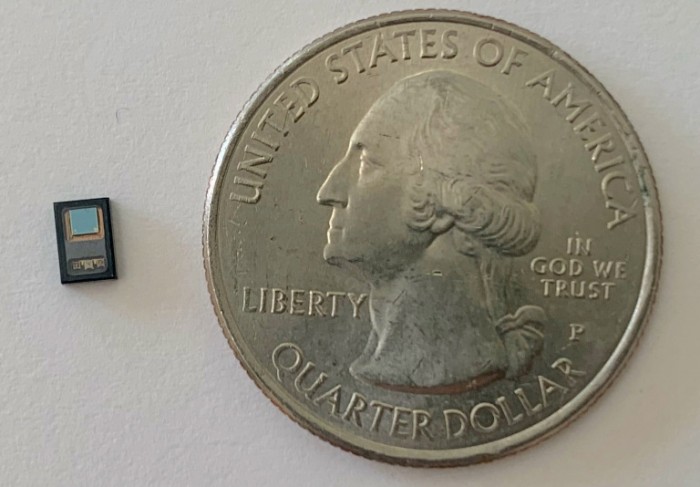 UNITED STATES OF AMERICA
LIBERTY
IN
GOD WE
TRUST
P
QUARTER DOLLAR